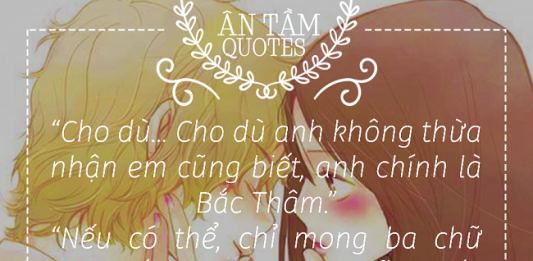 ÂN TẦM
QUOTES
“Cho dù... Cho dù anh không thừa
nhận em cũng biết, anh chính là
Bắc Thâm.”
“Nếu có thể, chỉ mong ba chữ